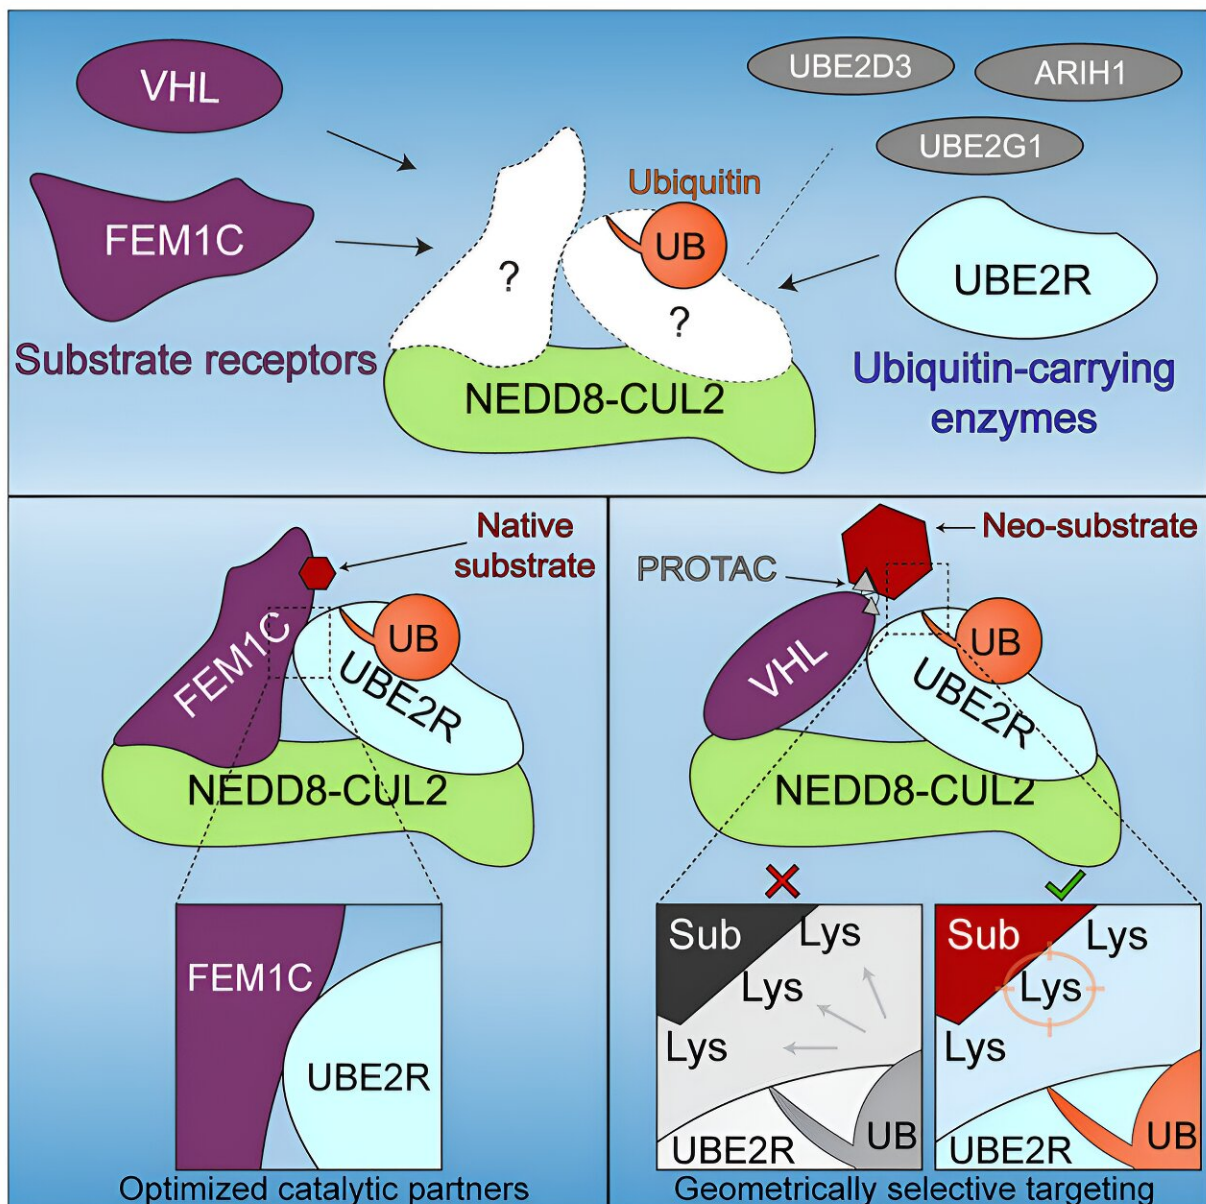 VHL
FEM1C
Substrate receptors
UBE2D3
ARIH1
UBE2G1
Ubiquitin
UB
?
?
UBE2R
Ubiquitin-carrying
enzymes
NEDD8-CUL2
Native
substrate
FEM1C
UB
UBE2R
NEDD8-CUL2
FEM1C
UBE2R
Optimized catalytic partners
Neo-substrate
PROTAC
VHL
UB
UBE2R
NEDD8-CUL2
Sub
Lys
Lys
Lys
UBE2R
UB
Sub
Lys
Lys
Lys
UBE2R
UB
Geometrically selective targeting